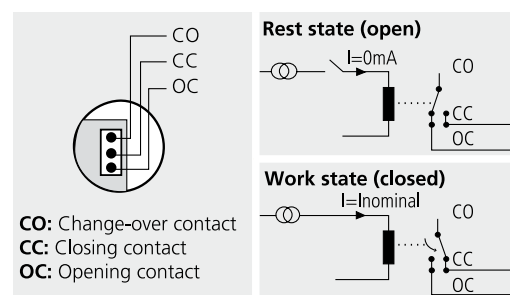 CO
CC
OC
CO: Change-over contact
CC: Closing contact
OC: Opening contact
Rest state (open)
I=0mA
CO
CC
OC
Work state (closed)
I=Inominal
CO
CC
OC